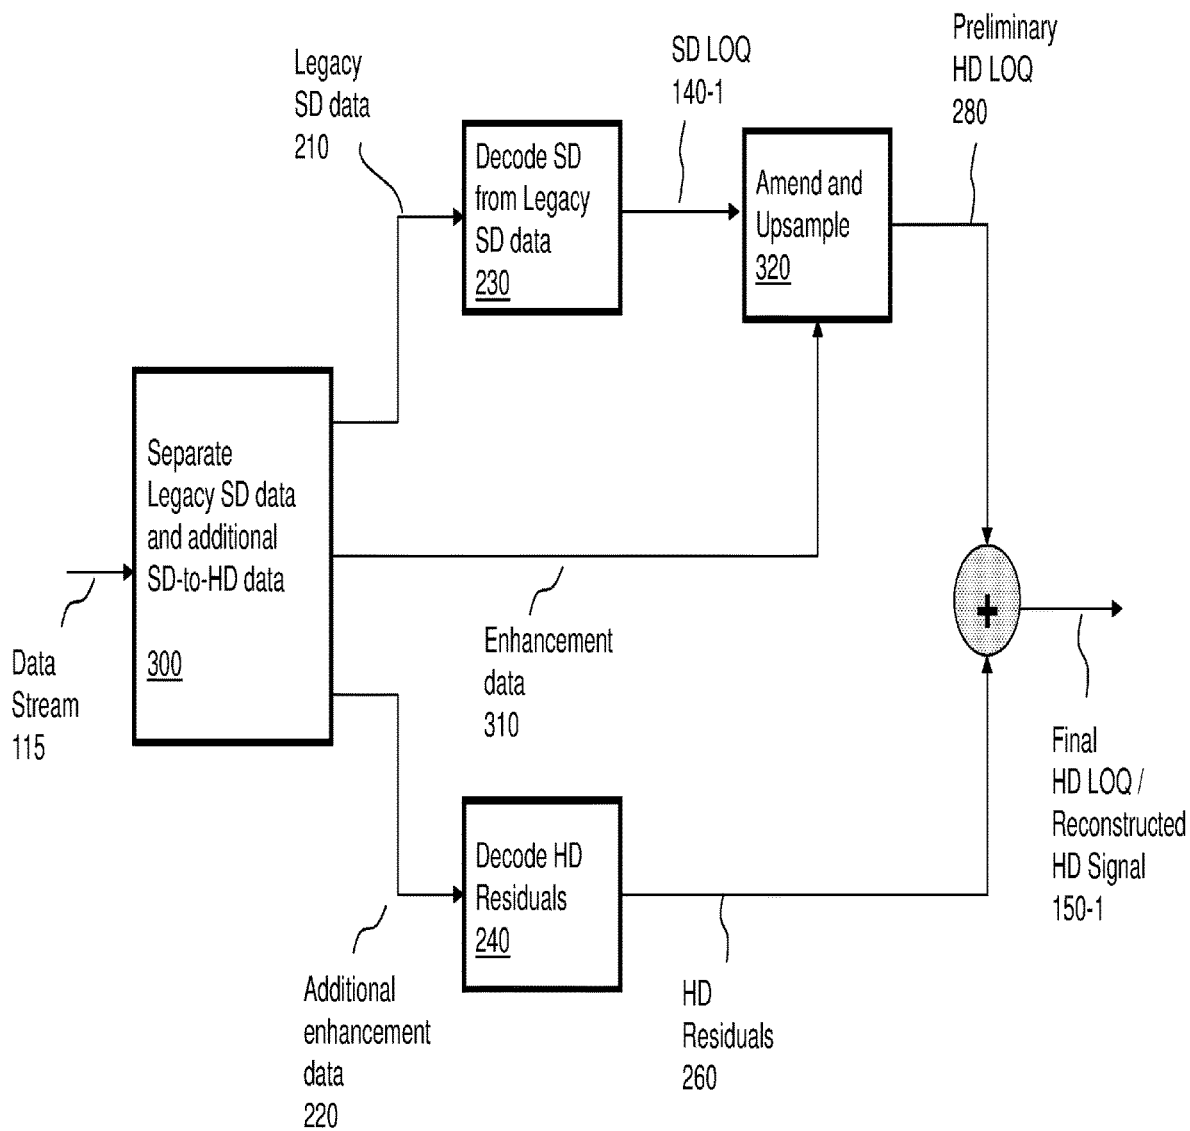 Legacy
SD data
210
SD LOQ
140-1
Preliminary
HD LOQ
280
Decode SD
from Legacy
SD data
230
Amend and
Upsample
320
Separate
Legacy SD data
and additional
SD-to-HD data
300
Data
Stream
115
Enhancement
data
310
+
Final
HD LOQ /
Reconstructed
HD Signal
150-1
Decode HD
Residuals
240
Additional
enhancement
data
220
HD
Residuals
260